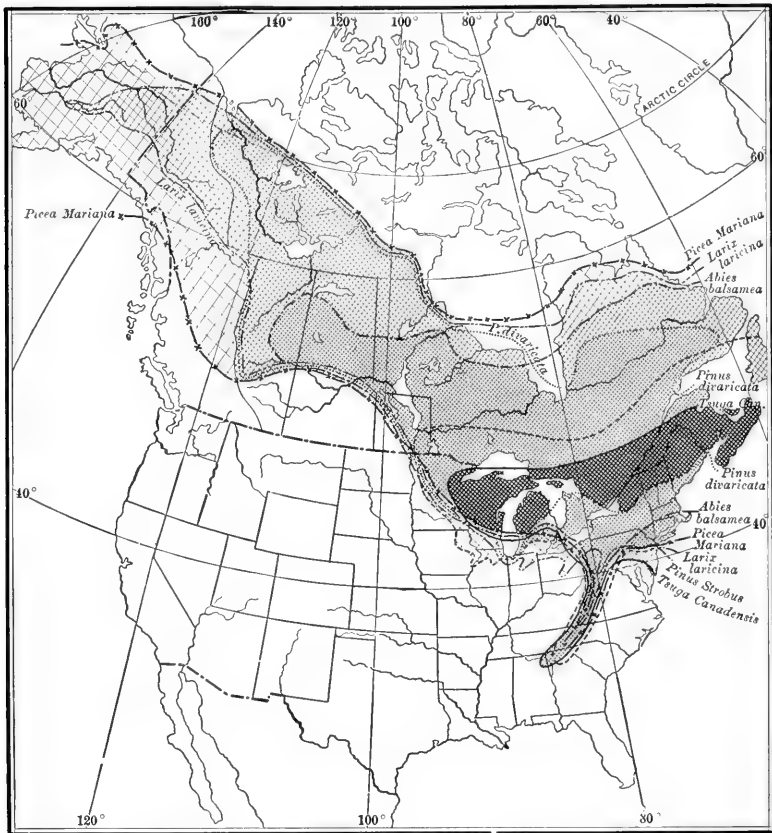 160° 140° 120° 100° 80° 60° 40°
ARCTIC CIRCLE
60
60°
Larix laricina
Picea Mariana
Picea Mariana
Larix
laricina
Abies
balsamea
P. divaricata
Pinus
divaricata
Tsuga Can.
Pinus
divaricata
40°
Abies
balsamea
40°
Picea
Mariana
Larix
laricina
Pinus Strobus
Tsuga Canadensis
120° 100° 80°